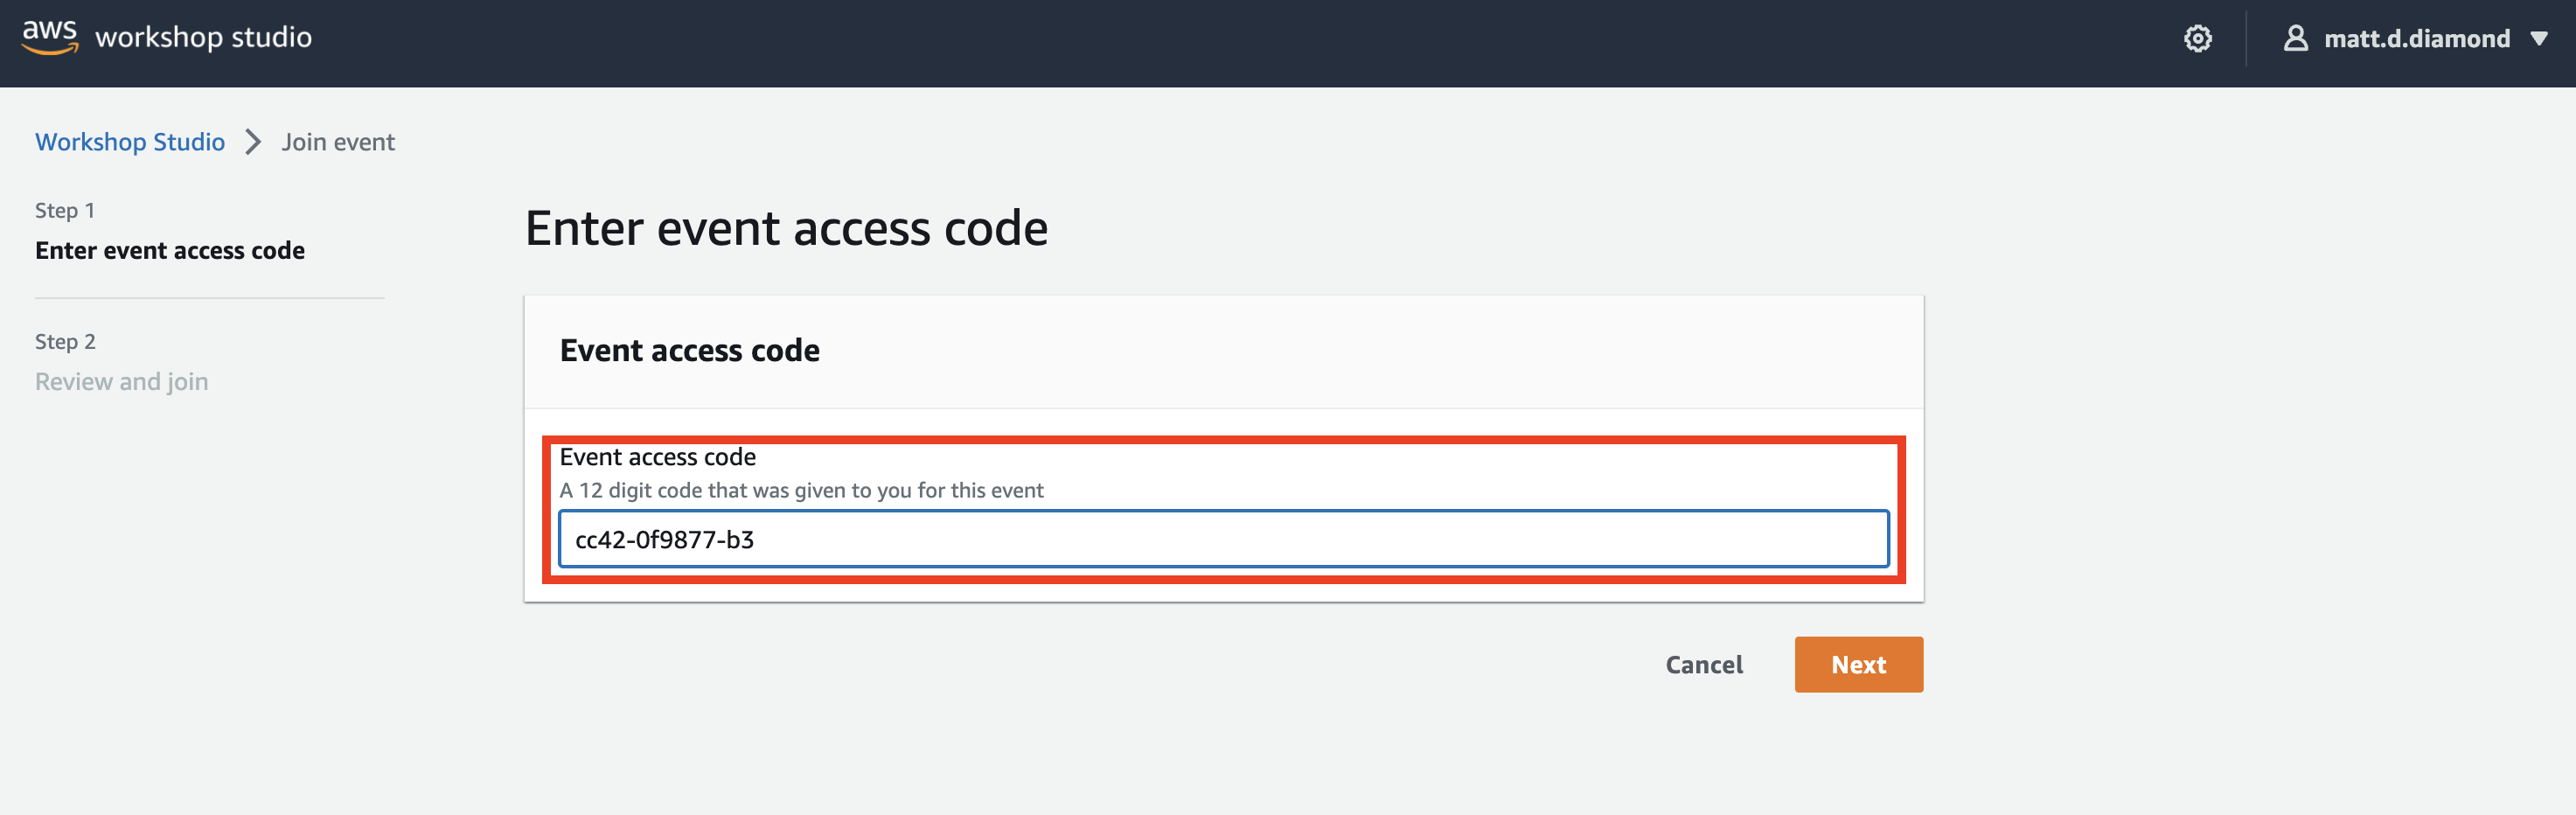 aws workshop studio
matt.d.diamond
Workshop Studio
Join event
Step 1
Enter event access code
Step 2
Review and join
Enter event access code
Event access code
Event access code
A 12 digit code that was given to you for this event
cc42-0f9877-b3
Cancel
Next